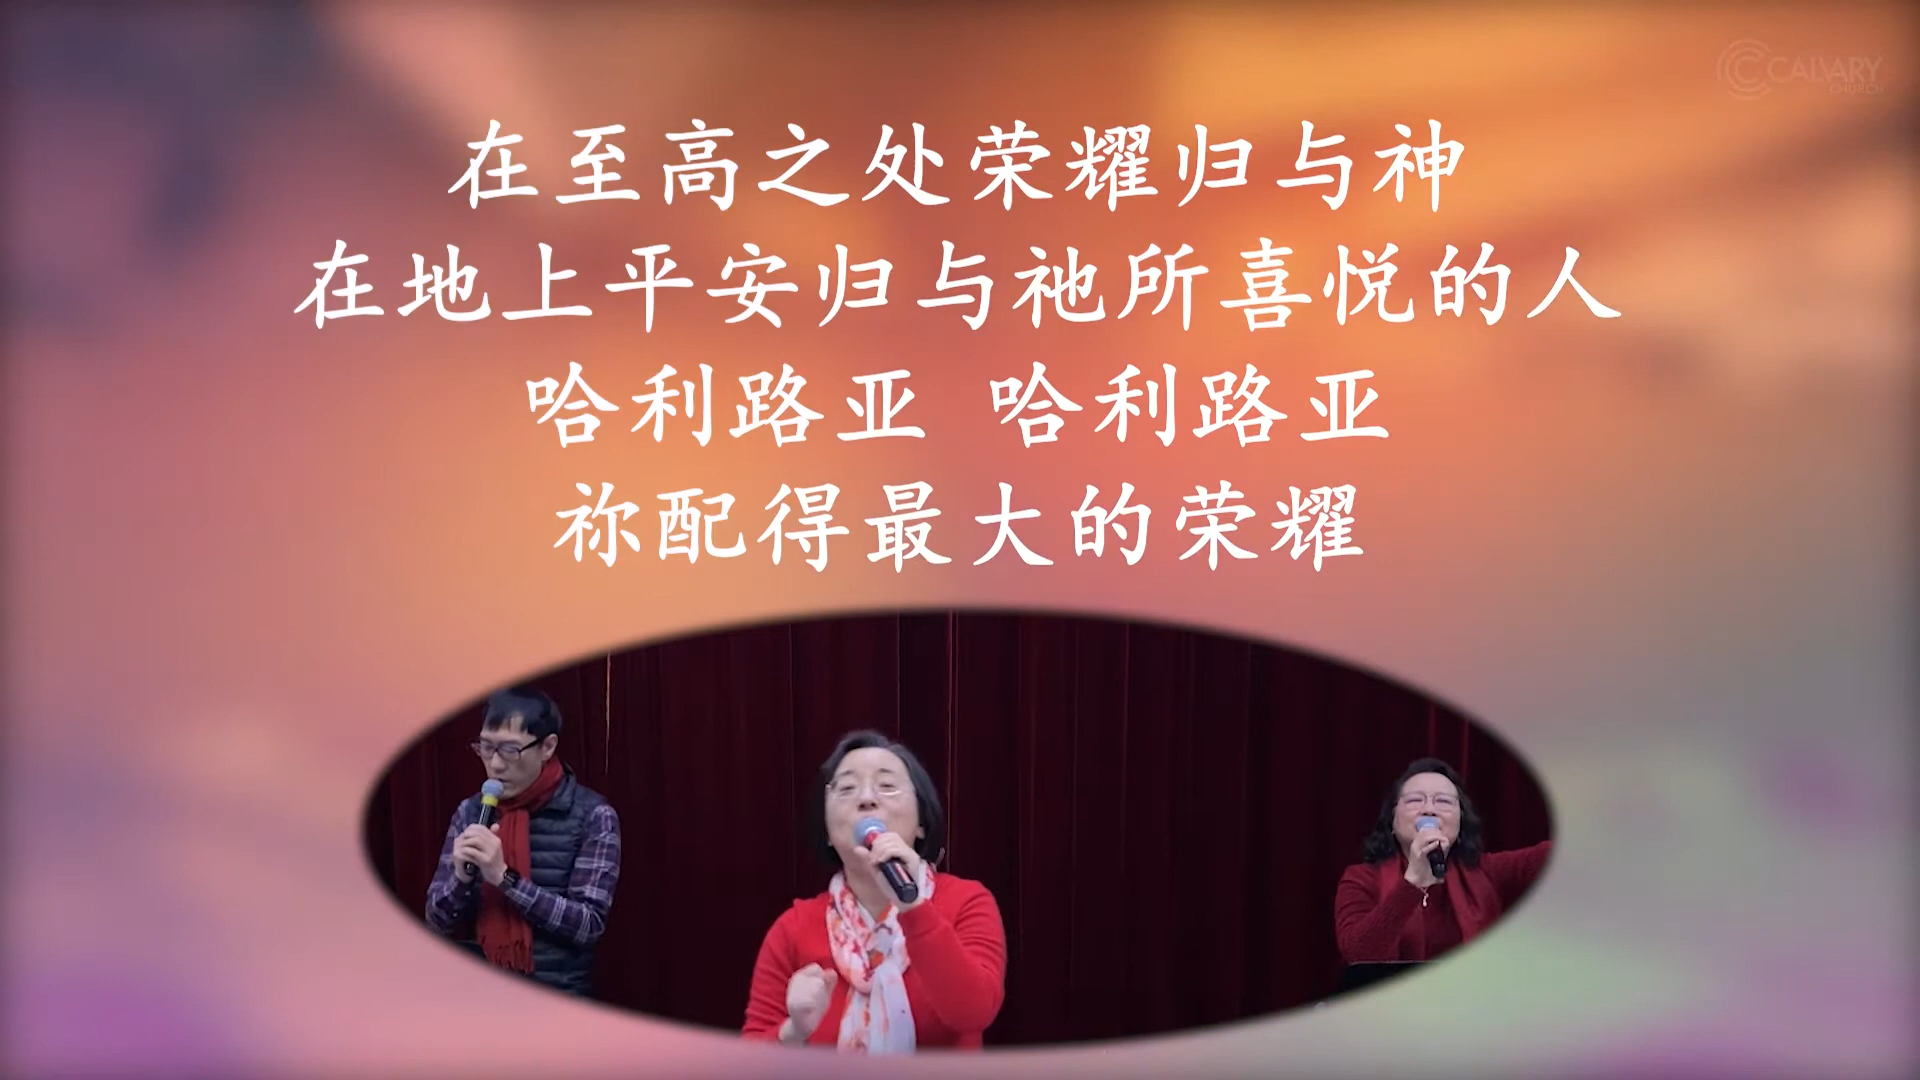 CALVARY
CHURCH
在至高之处荣耀归与神
在地上平安归与祂所喜悦的人
哈利路亚 哈利路亚
祢配得最大的荣耀